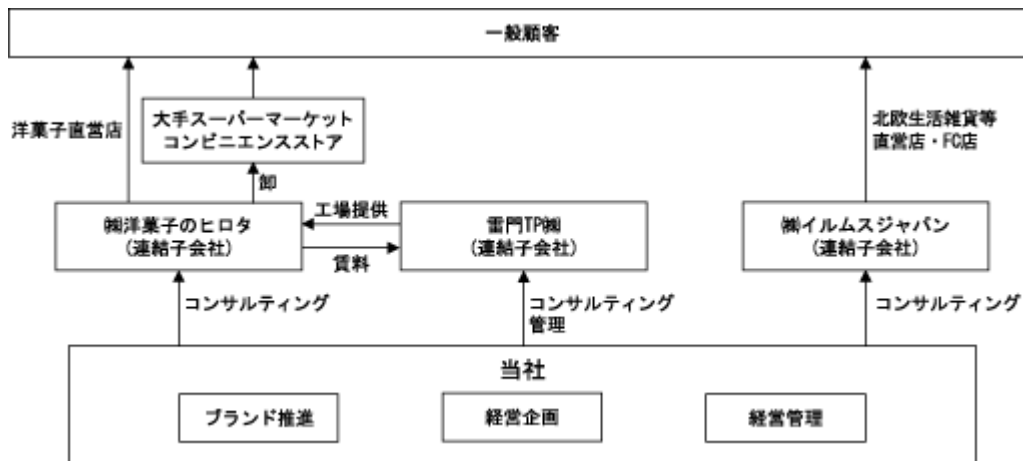 一般顧客
洋菓子直営店
大手スーパーマーケット
コンビニエンスストア
北欧生活雑貨等
直営店・FC店
卸
㈱洋菓子のヒロタ
(連結子会社)
工場提供
賃料
雷門TP㈱
(連結子会社)
㈱イルムスジャパン
(連結子会社)
コンサルティング
コンサルティング
管理
コンサルティング
当社
ブランド推進
経営企画
経営管理